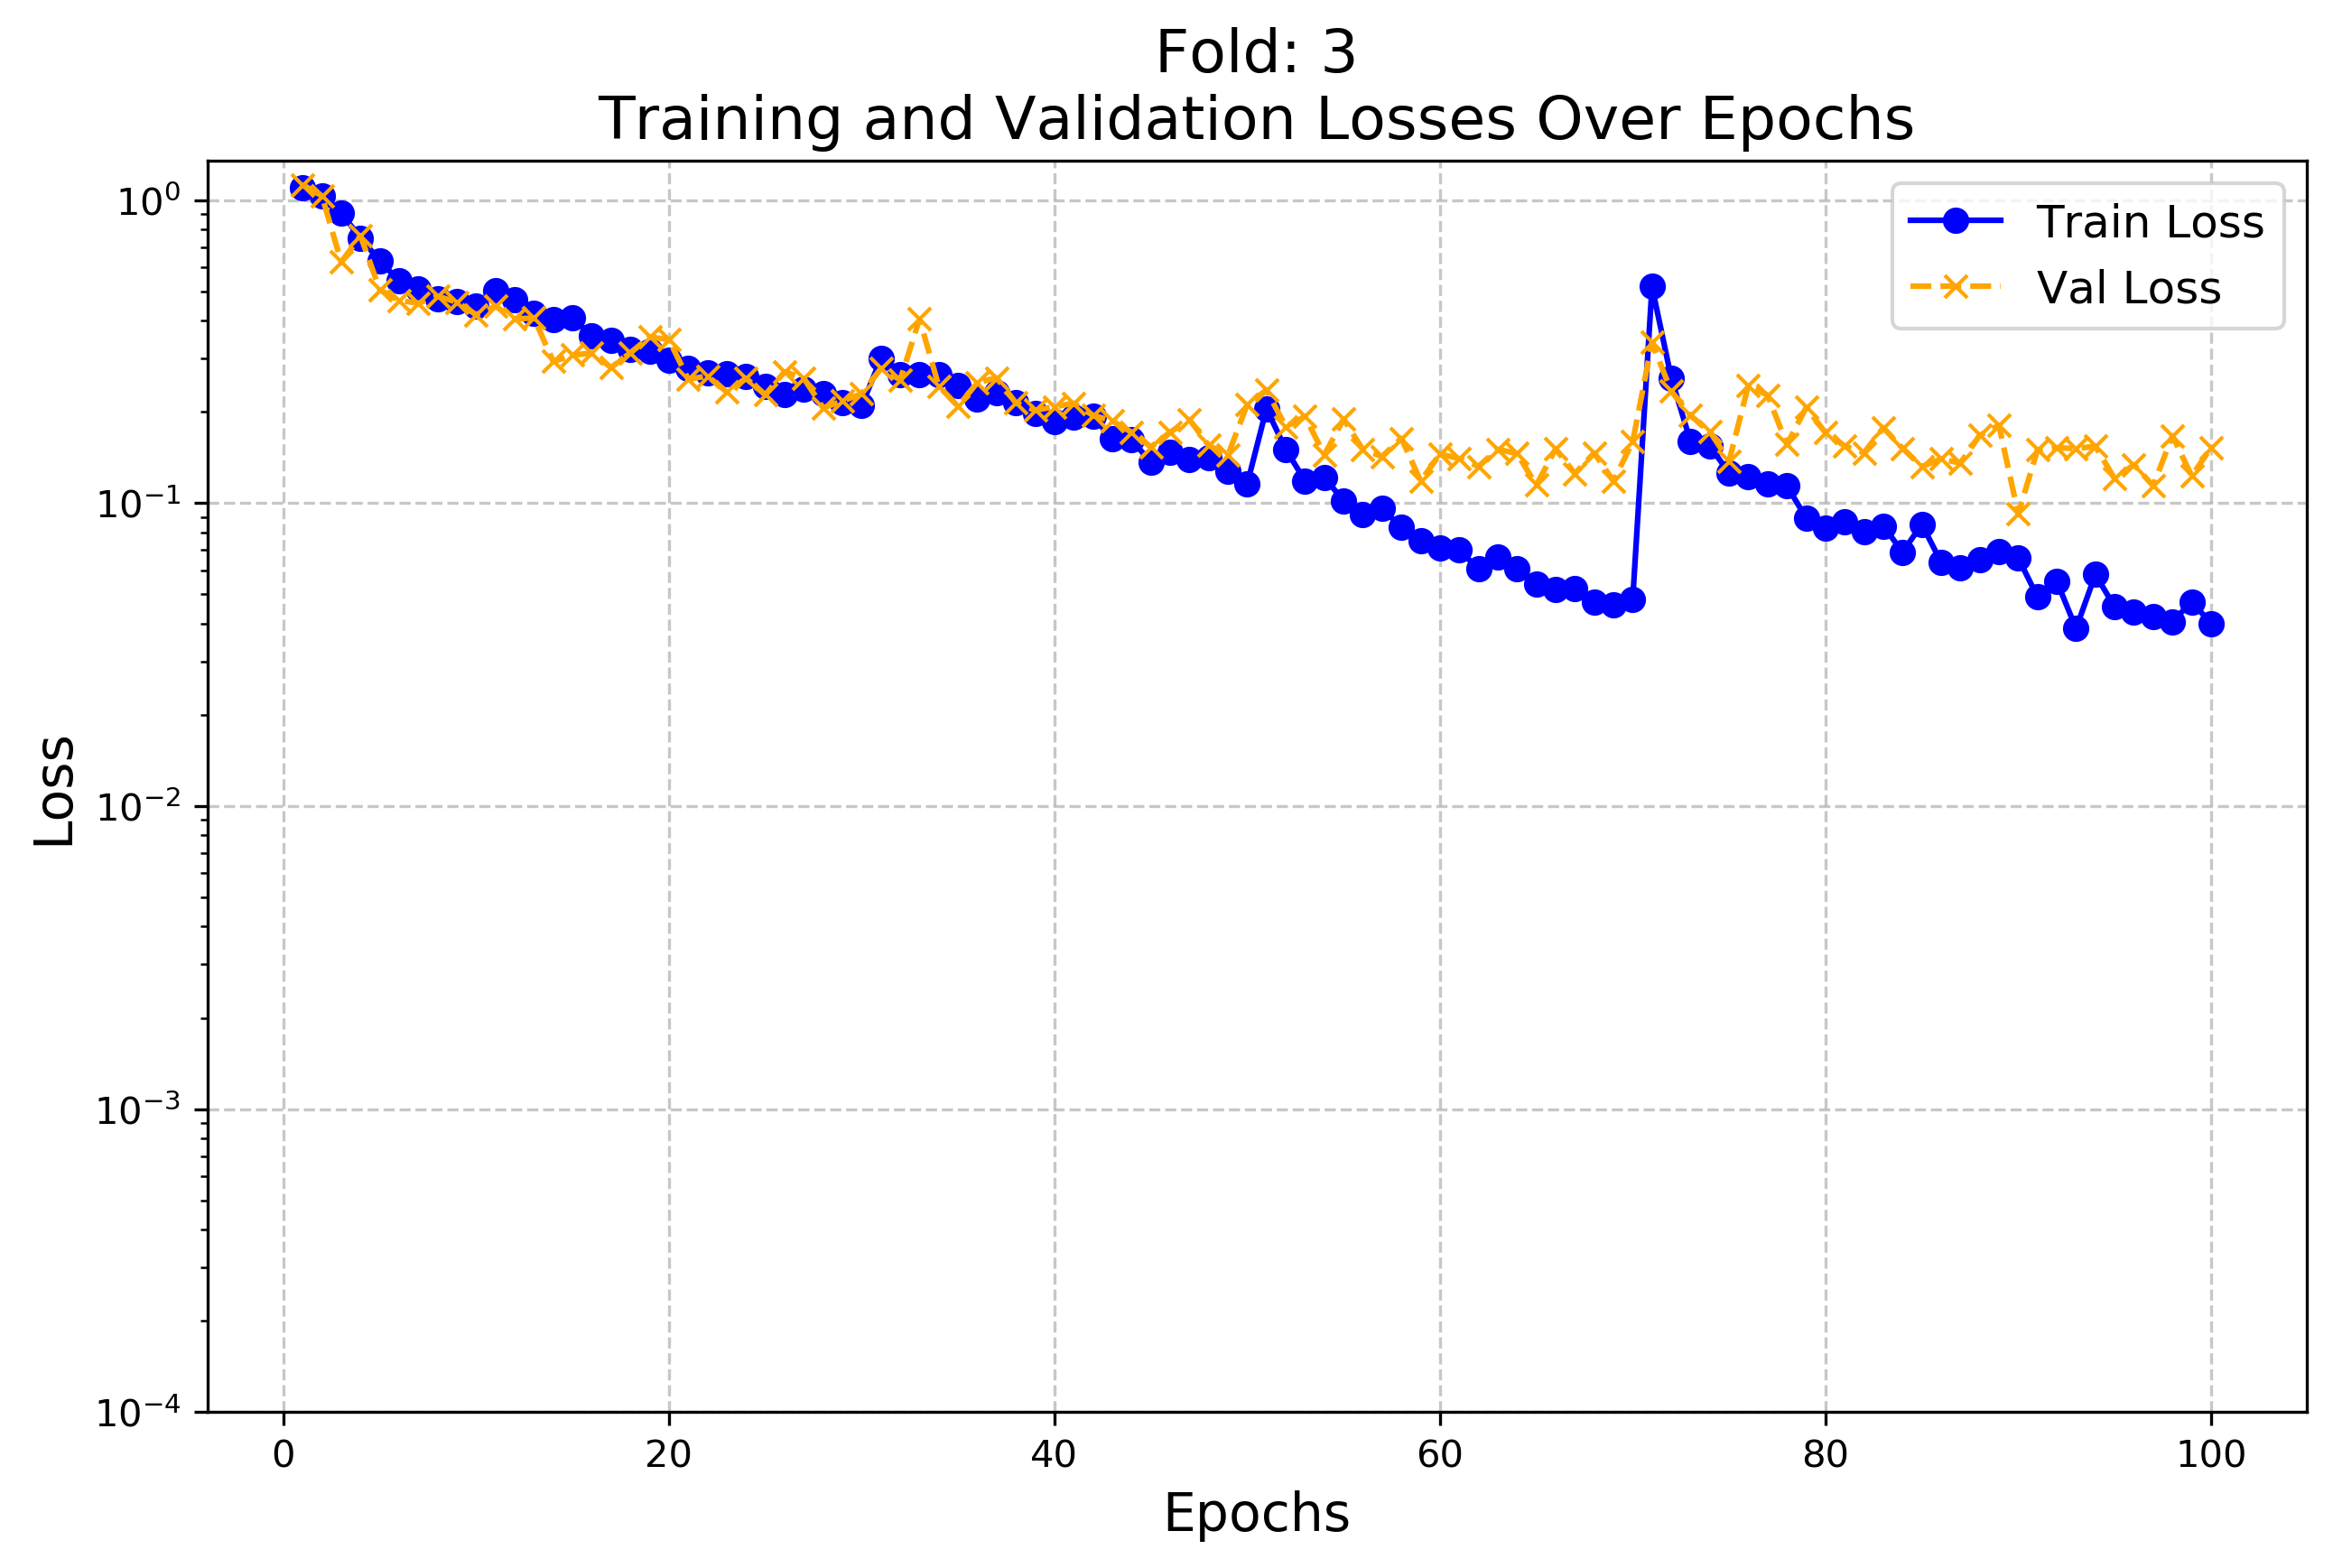 Fold: 3
Training and Validation Losses Over Epochs
Train Loss
Val Loss
Loss
10⁰
10⁻¹
10⁻²
10⁻³
10⁻⁴
0 20 40 60 80 100
Epochs